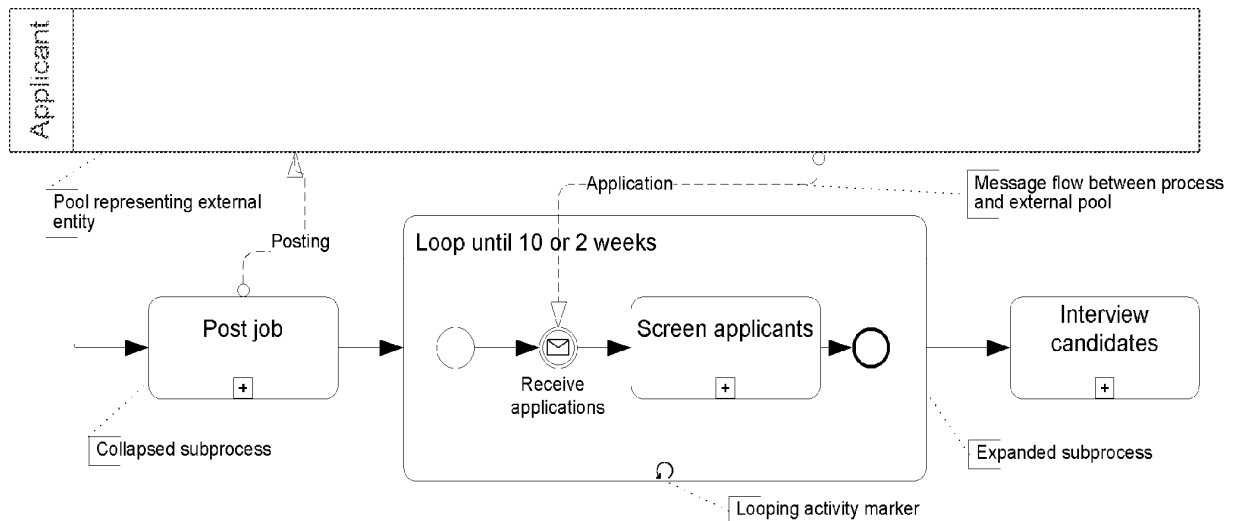 Applicant
Application
Message flow between process
and external pool
Pool representing external
entity
Posting
Loop until 10 or 2 weeks
Post job
+
Receive
applications
Screen applicants
+
Interview
candidates
+
Collapsed subprocess
Expanded subprocess
Looping activity marker